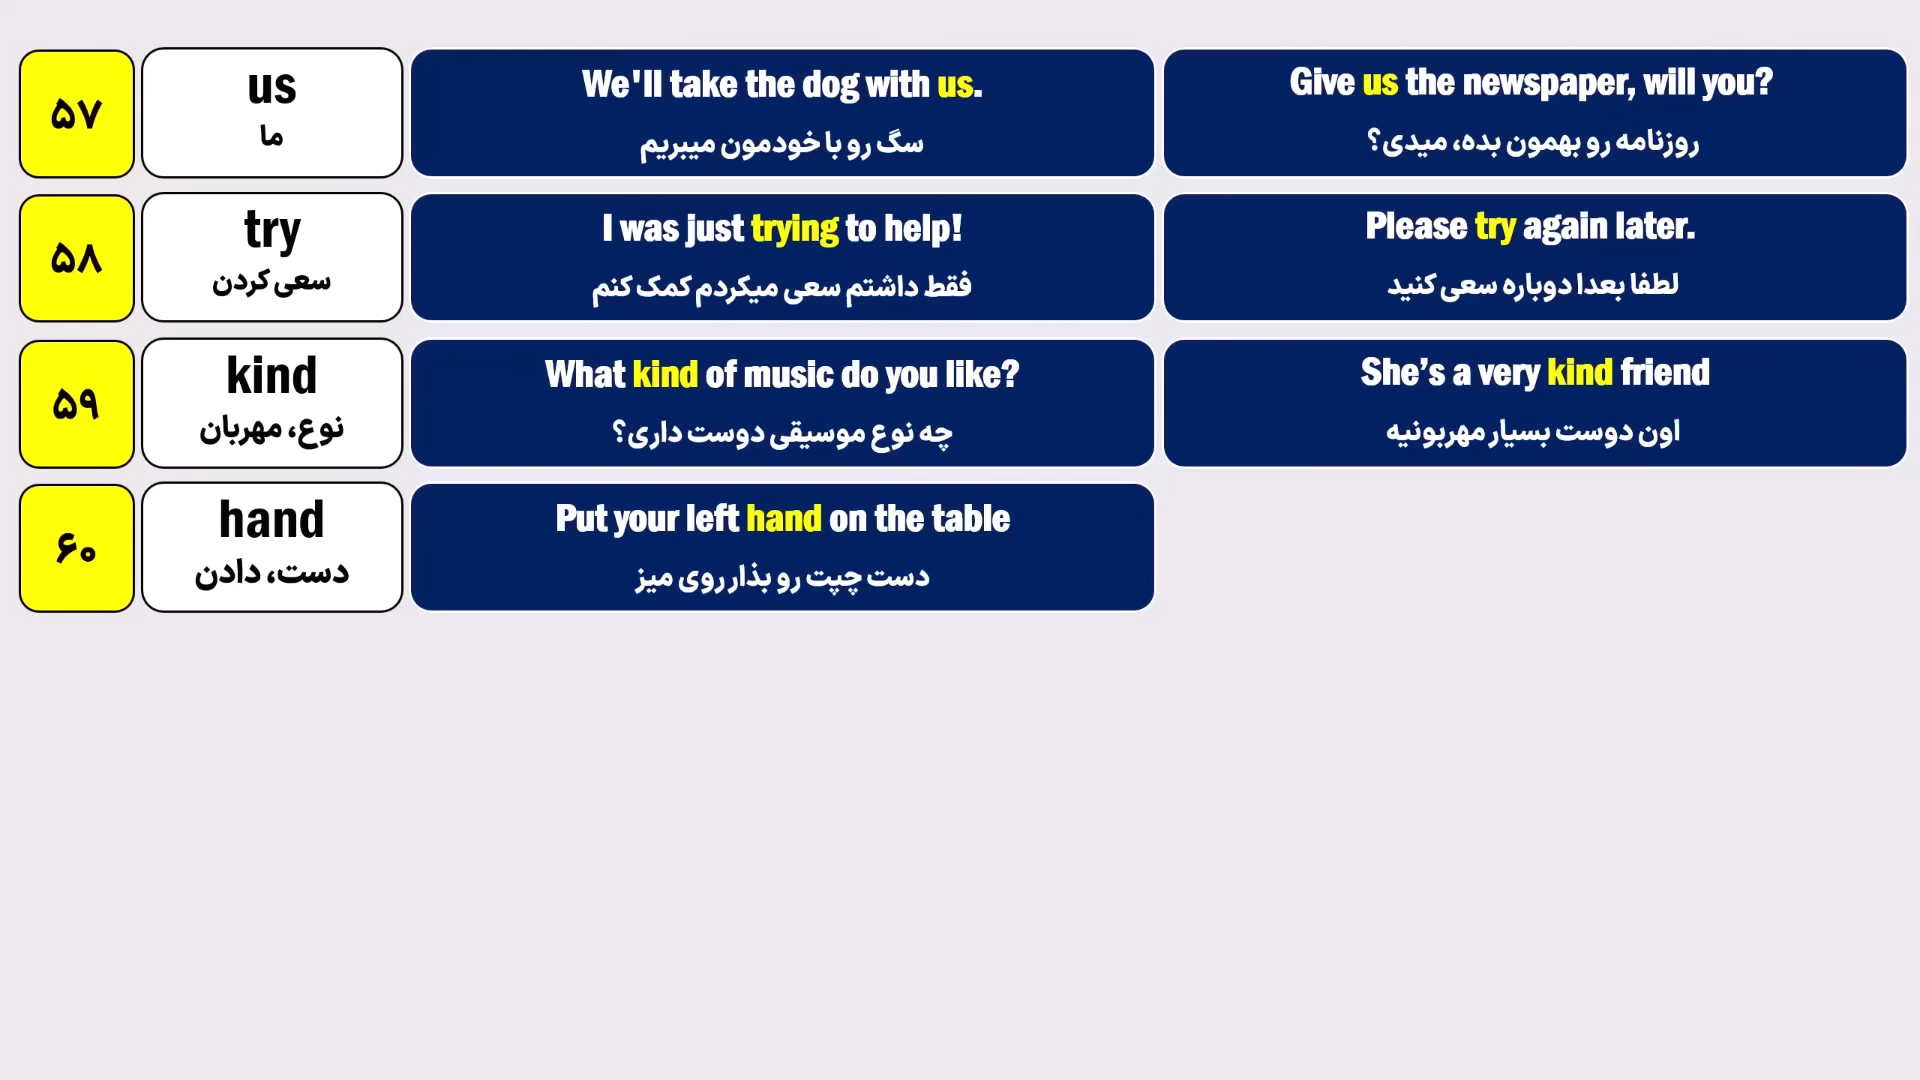 ۵۷
us
ما
We'll take the dog with us.
سگ رو با خودمون میبریم
Give us the newspaper, will you?
روزنامه رو بهمون بده، میدی؟
۵۸
try
سعی کردن
I was just trying to help!
فقط داشتم سعی میکردم کمک کنم
Please try again later.
لطفا بعدا دوباره سعی کنید
۵۹
kind
نوع، مهربان
What kind of music do you like?
چه نوع موسیقی دوست داری؟
She’s a very kind friend
اون دوست بسیار مهربونیه
۶۰
hand
دست، دادن
Put your left hand on the table
دست چپت رو بذار روی میز